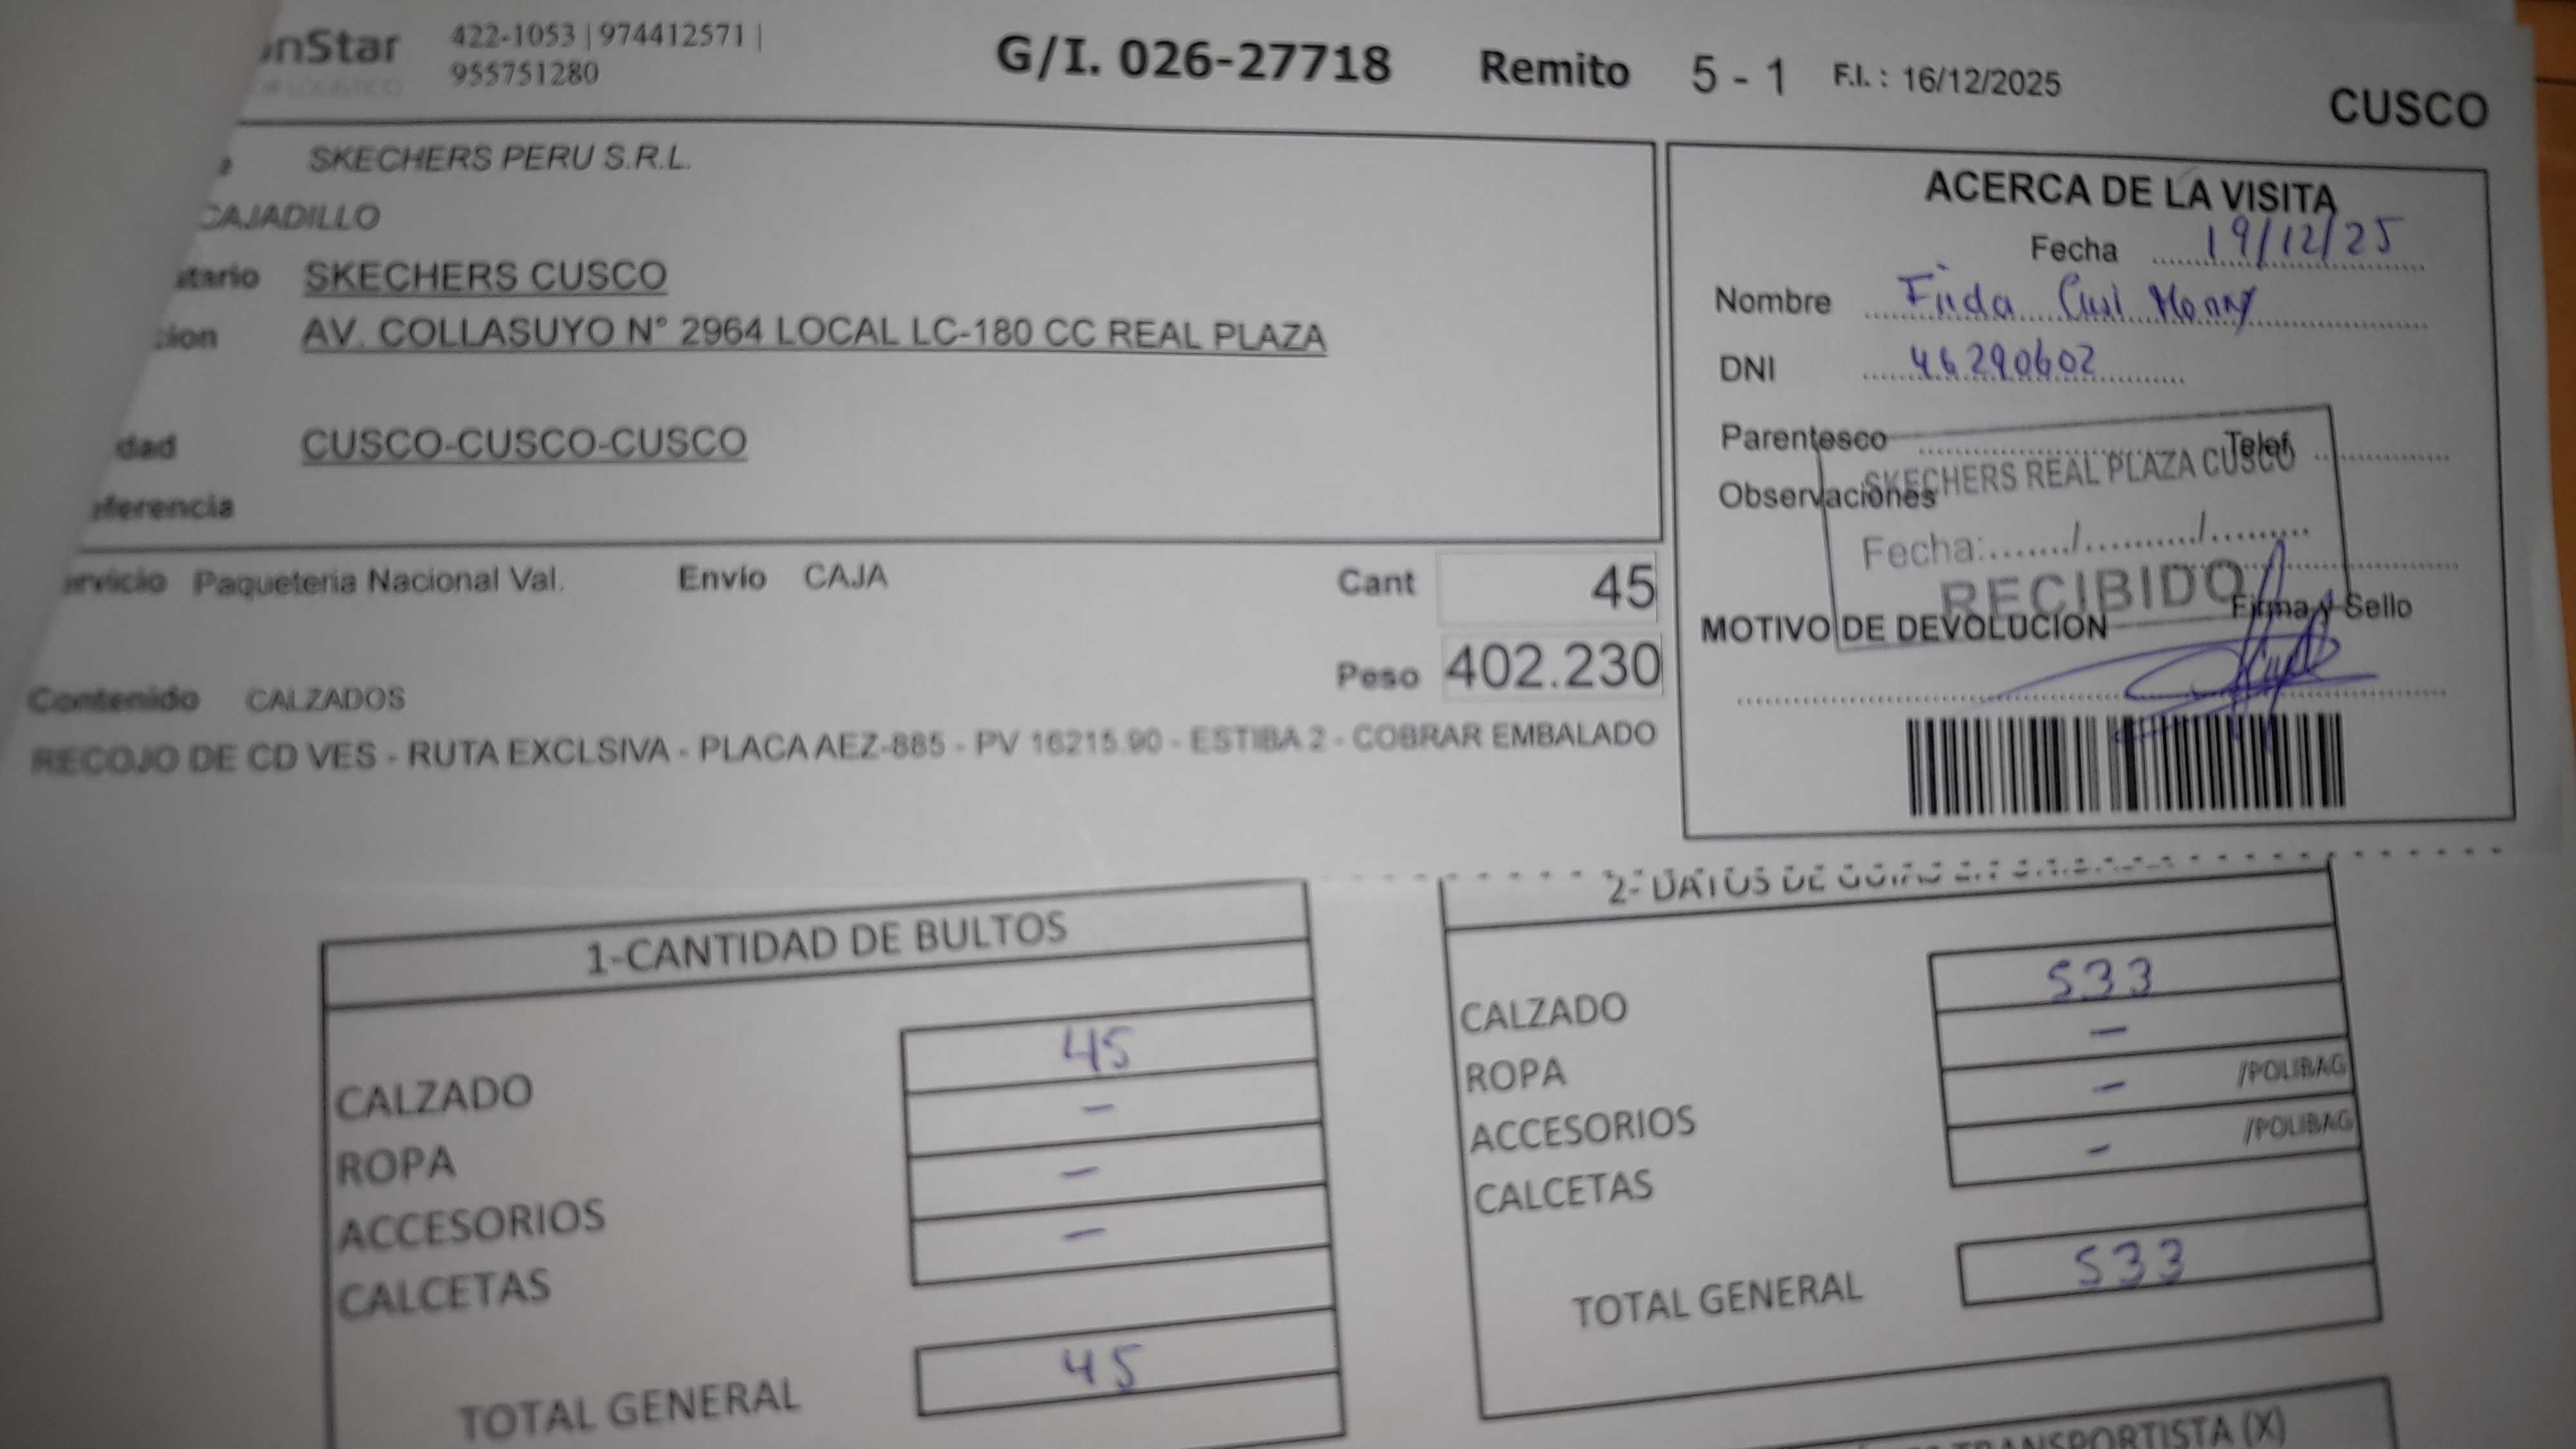 nStar
422-1053 | 974412571 |
955751280
G/I. 026-27718 Remito 5 - 1 F.I. : 16/12/2025
CUSCO
SKECHERS PERU S.R.L.
CAJADILLO
tario SKECHERS CUSCO
cion AV. COLLASUYO N° 2964 LOCAL LC-180 CC REAL PLAZA
dad CUSCO-CUSCO-CUSCO
ferencia
rvicio Paqueteria Nacional Val. Envío CAJA Cant 45
Peso 402.230
Contenido CALZADOS
RECOJO DE CD VES - RUTA EXCLSIVA - PLACA AEZ-885 - PV 16215.90 - ESTIBA 2 - COBRAR EMBALADO
ACERCA DE LA VISITA
Fecha 19/12/25
Nombre
DNI 46290602
Parentesco Telef.
Observaciones
SKECHERS REAL PLAZA CUSCO
Fecha:......../.........../..........
RECIBIDO
Firma y Sello
MOTIVO DE DEVOLUCION
1-CANTIDAD DE BULTOS
CALZADO 45
ROPA -
ACCESORIOS -
CALCETAS -
TOTAL GENERAL 45
2- DATOS DE
CALZADO 533
ROPA -
ACCESORIOS - /POLIBAG
CALCETAS - /POLIBAG
TOTAL GENERAL 533
TRANSPORTISTA (X)